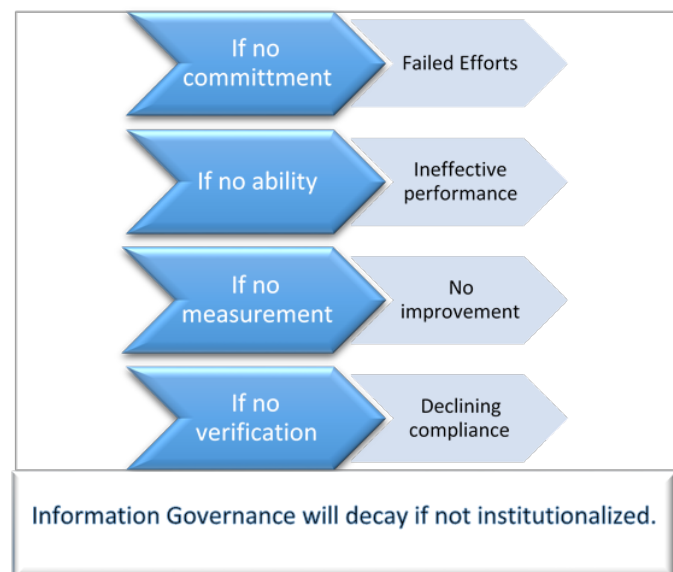 If no
committment
Failed Efforts
If no ability
Ineffective
performance
If no
measurement
No
improvement
If no
verification
Declining
compliance
Information Governance will decay if not institutionalized.